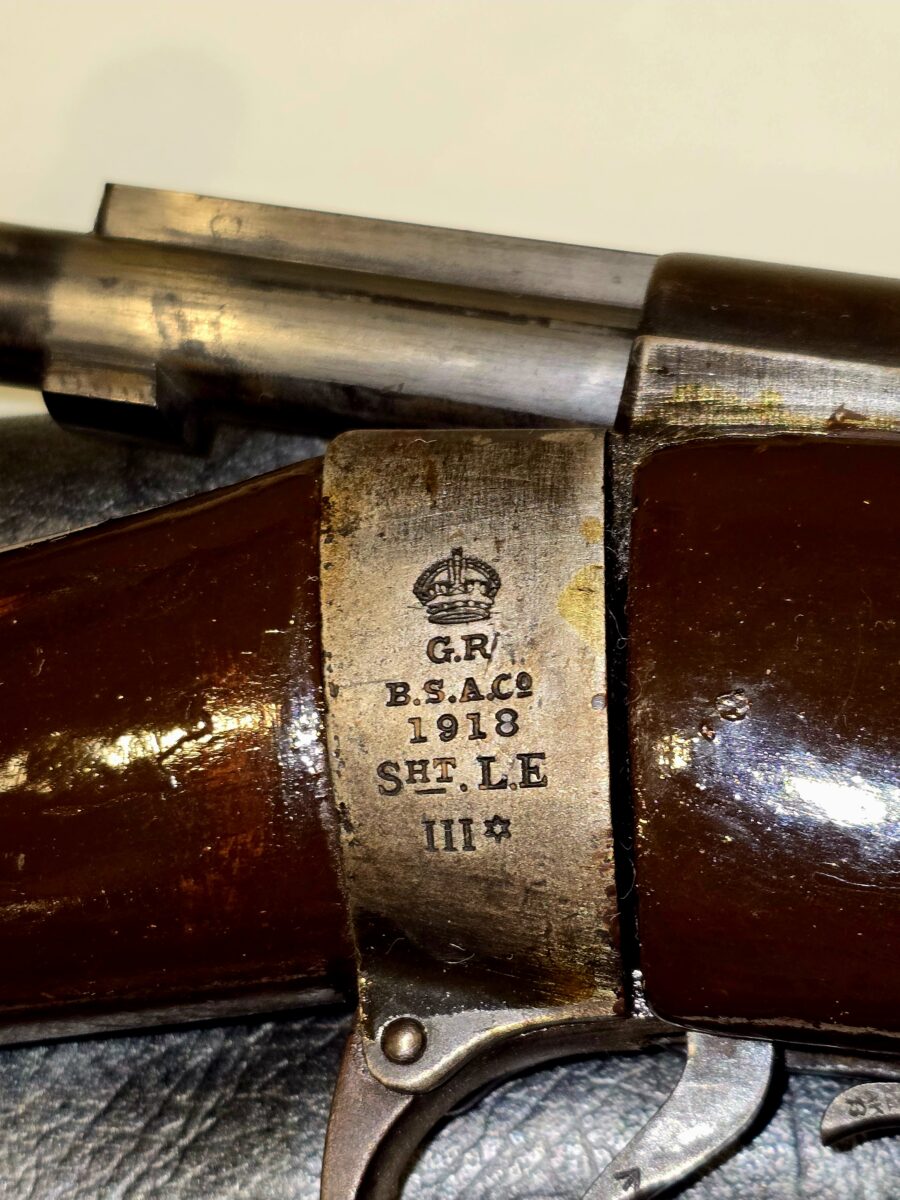 G.R
B.S.A.Cº
1918
SHT.L.E
III*